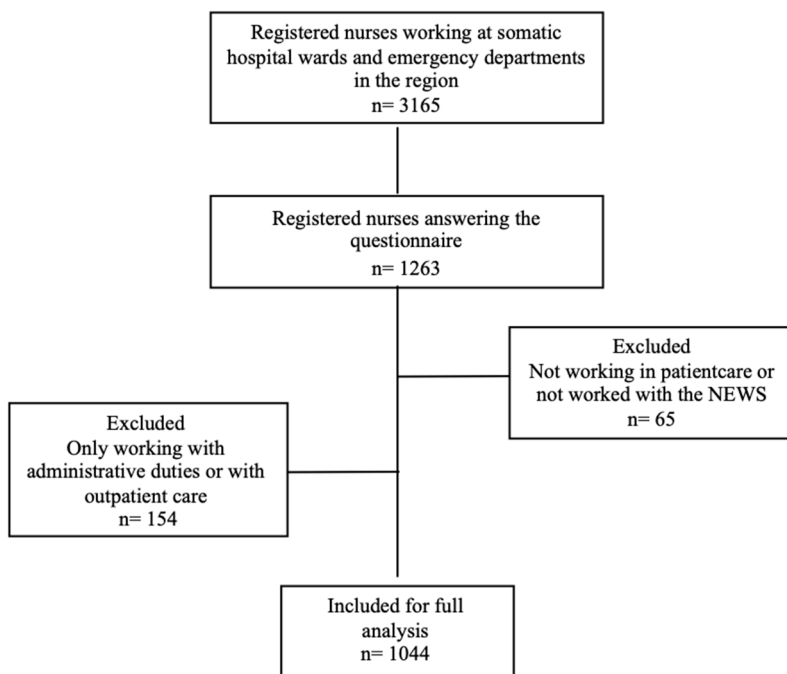 Registered nurses working at somatic
hospital wards and emergency departments
in the region
n= 3165
Registered nurses answering the
questionnaire
n= 1263
Excluded
Not working in patientcare or
not worked with the NEWS
n= 65
Excluded
Only working with
administrative duties or with
outpatient care
n= 154
Included for full
analysis
n= 1044